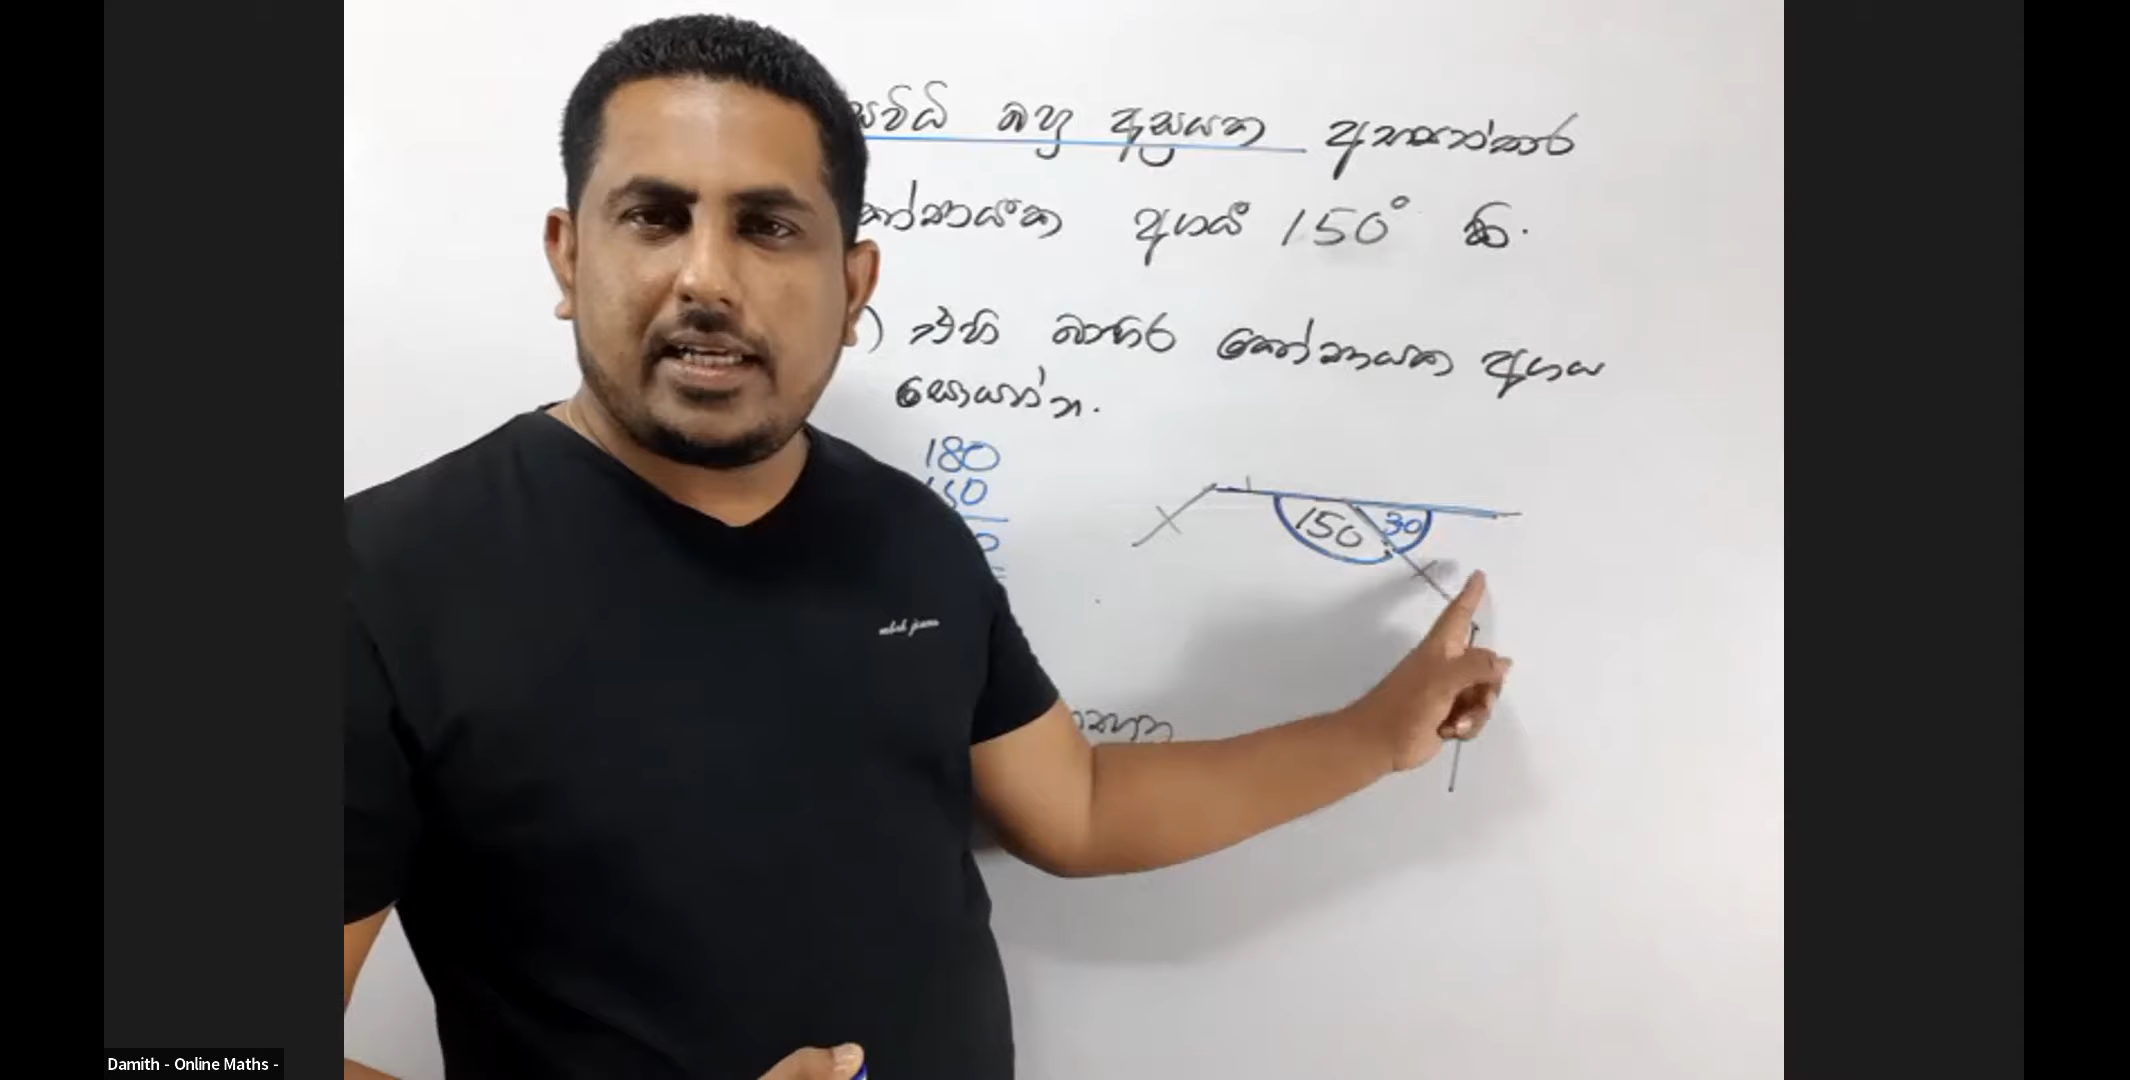 සවිධි බහු අස්‍රයක අභ්‍යන්තර
කෝණයක අගය 150° කි.
) එහි බාහිර කෝණයක අගය
සොයන්න.
180
150
150 30
Damith - Online Maths -